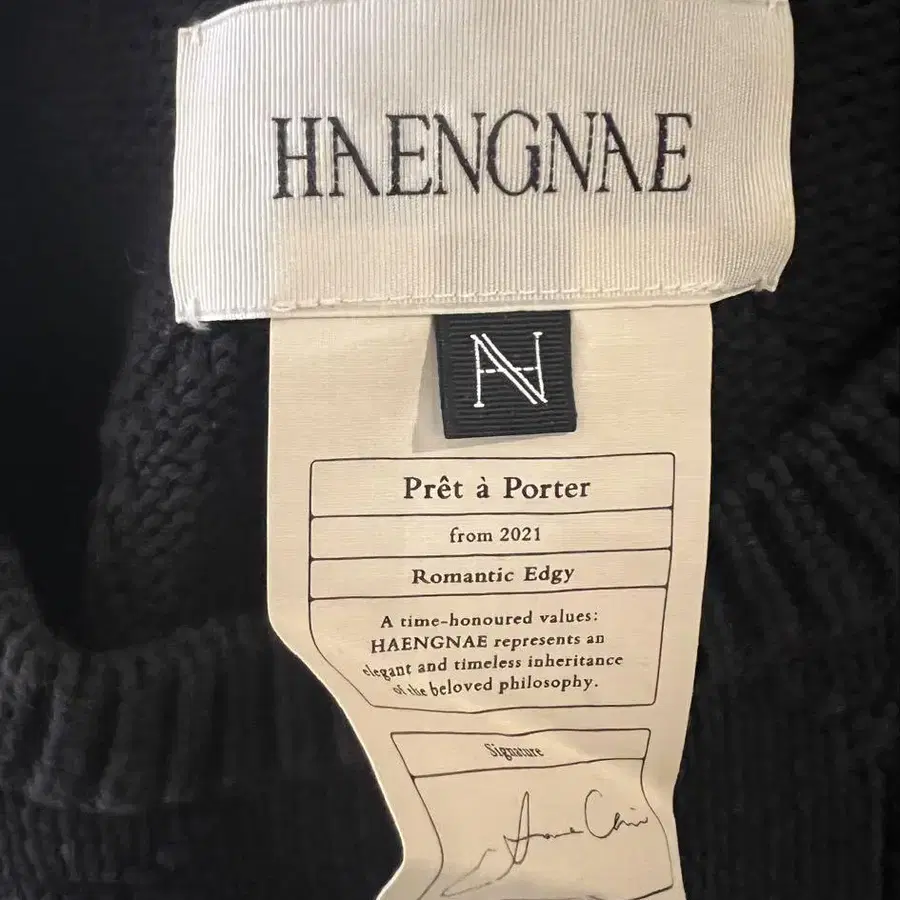 HAENGNAE
Prêt à Porter
from 2021
Romantic Edgy
A time-honoured values:
HAENGNAE represents an
elegant and timeless inheritance
of the beloved philosophy.
Signature